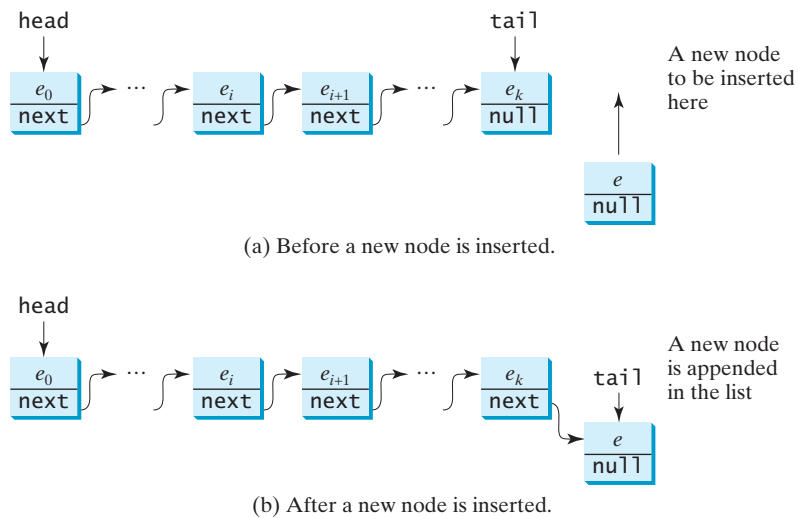 head
tail
A new node
to be inserted
here
e0 ... ei ei+1 ... ek
next next next null
e
null
(a) Before a new node is inserted.
head
A new node
is appended
in the list
tail
e0 ... ei ei+1 ... ek
next next next next
e
null
(b) After a new node is inserted.